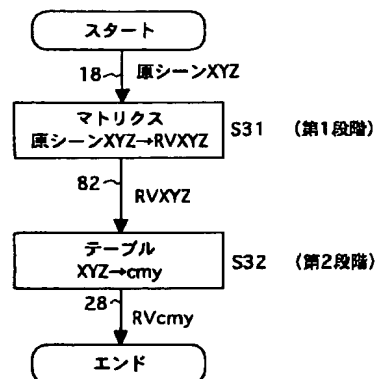 スタート
18 原シーンXYZ
マトリクス
原シーンXYZ→RVXYZ
S31 (第1段階)
82
RVXYZ
テーブル
XYZ→cmy
S32 (第2段階)
28
RVcmy
エンド